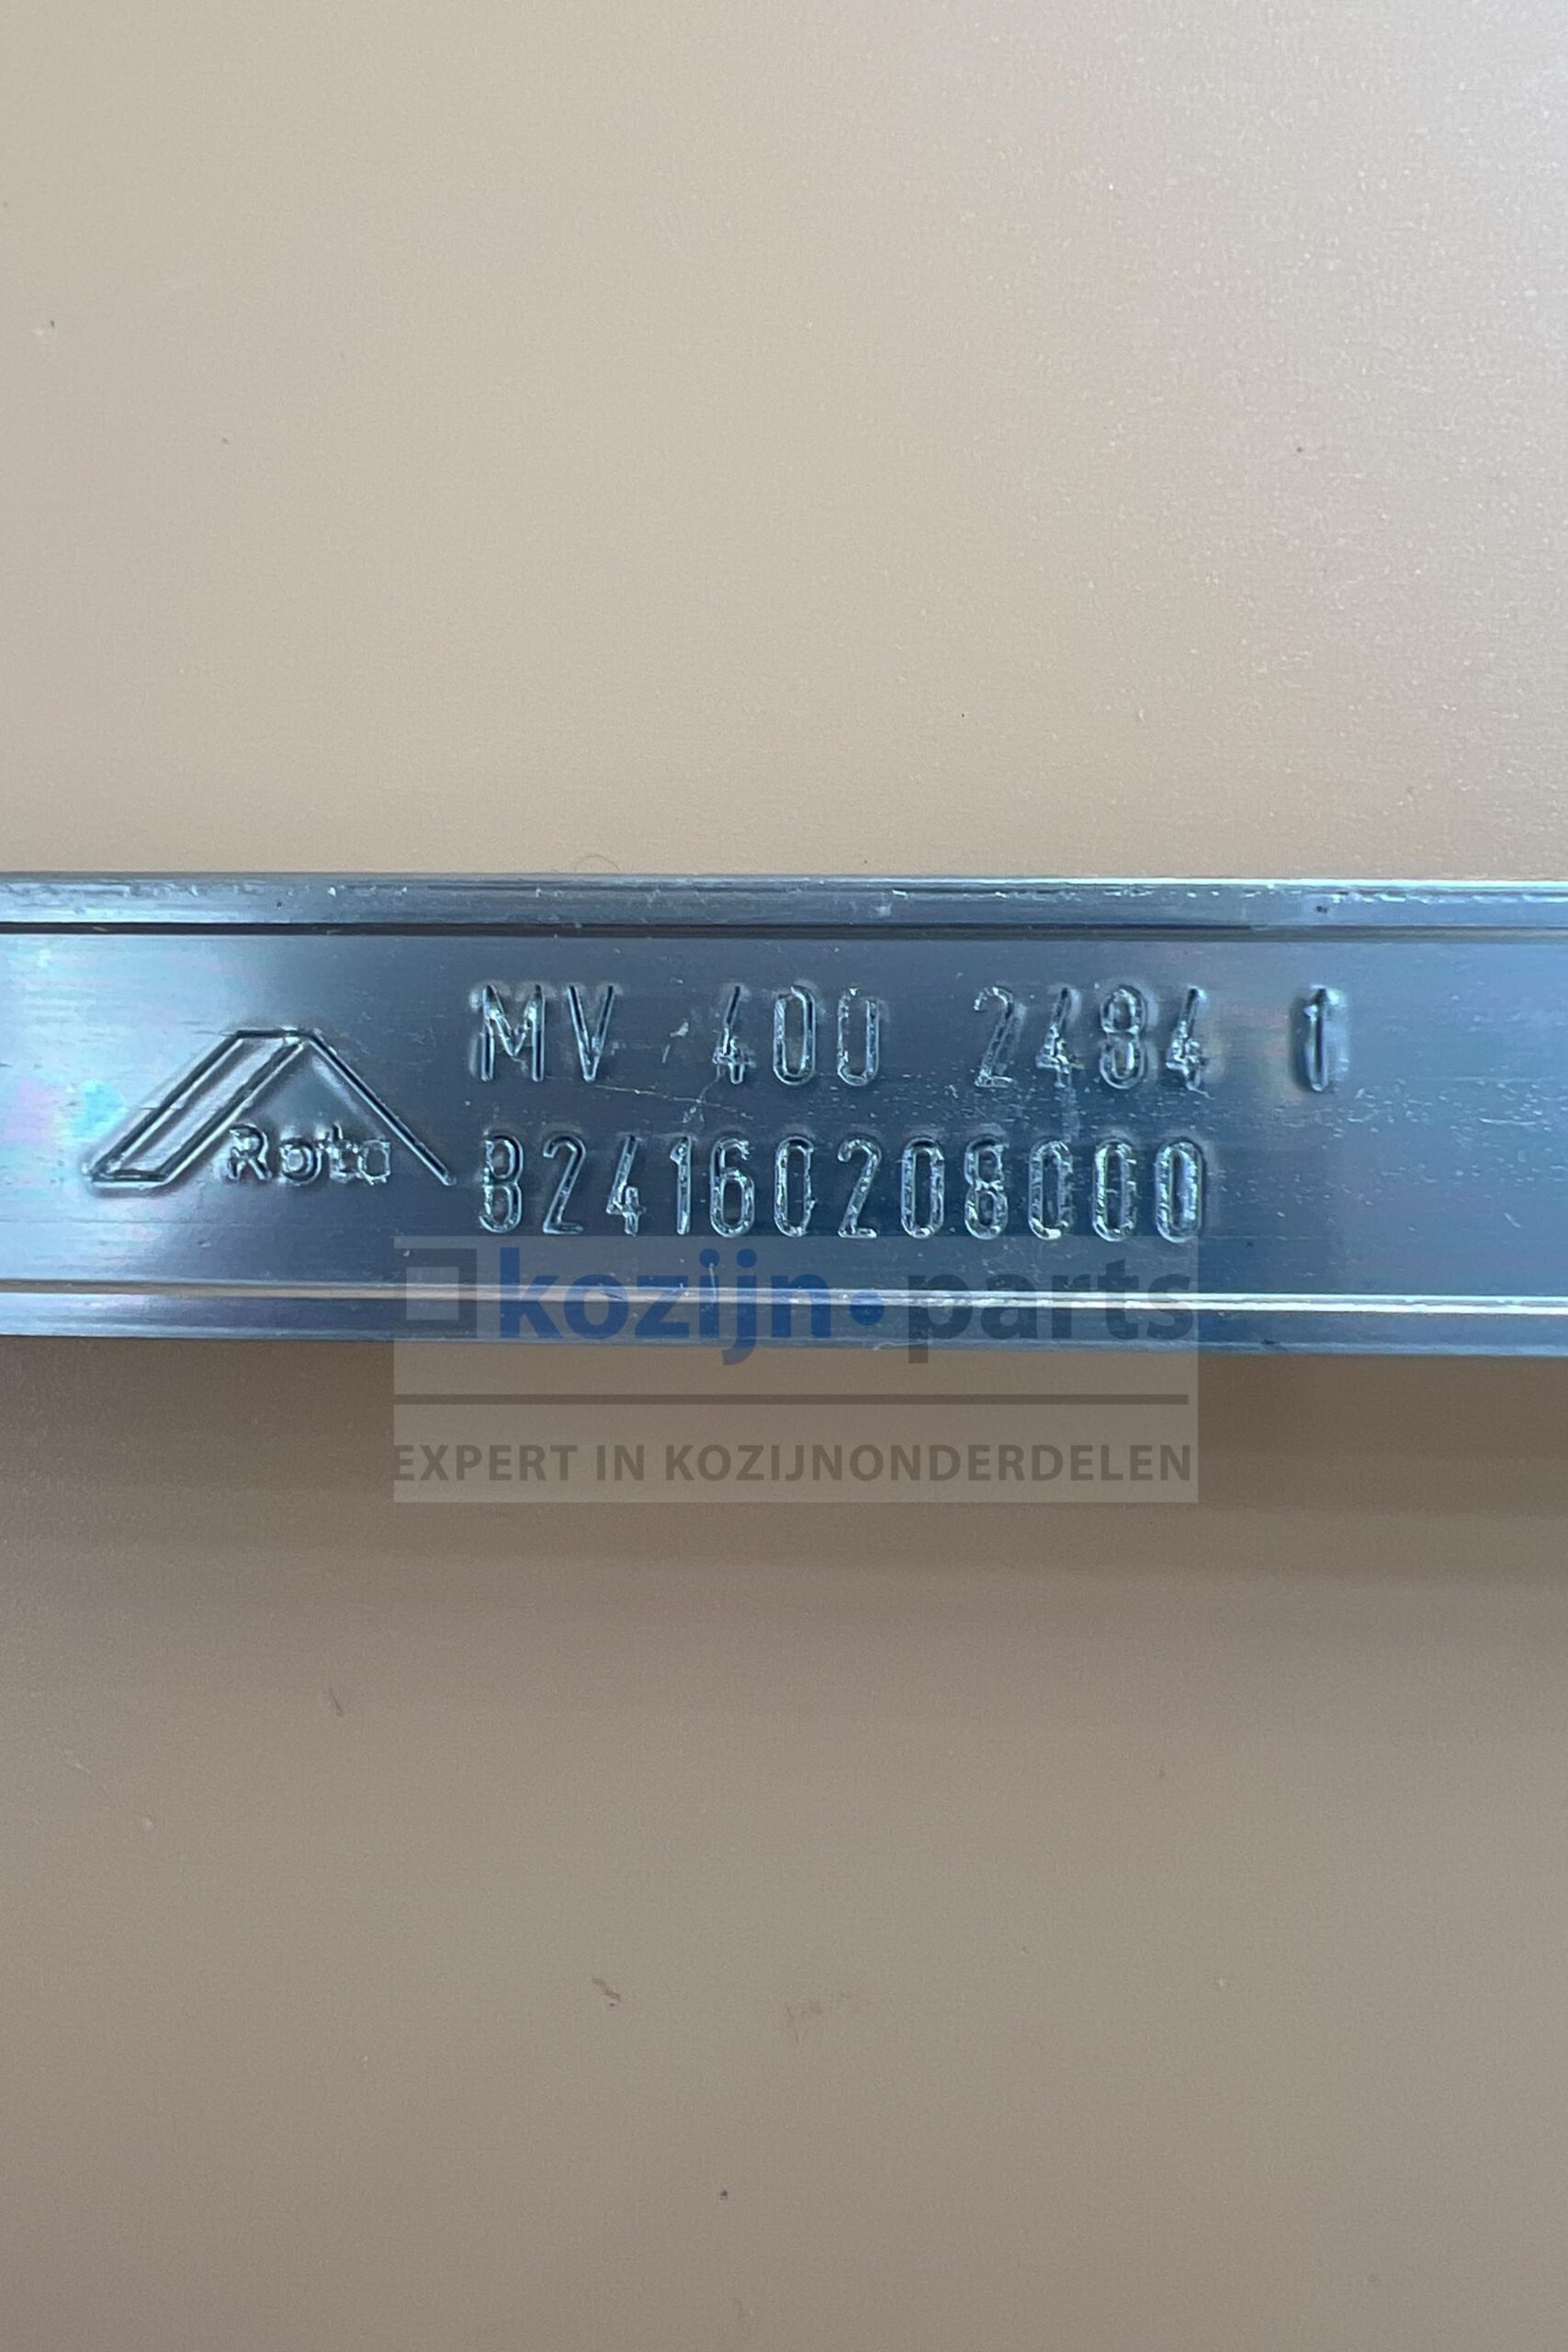 MV 400 2484 1
Roto
824160208000
kozijn•parts
EXPERT IN KOZIJNONDERDELEN